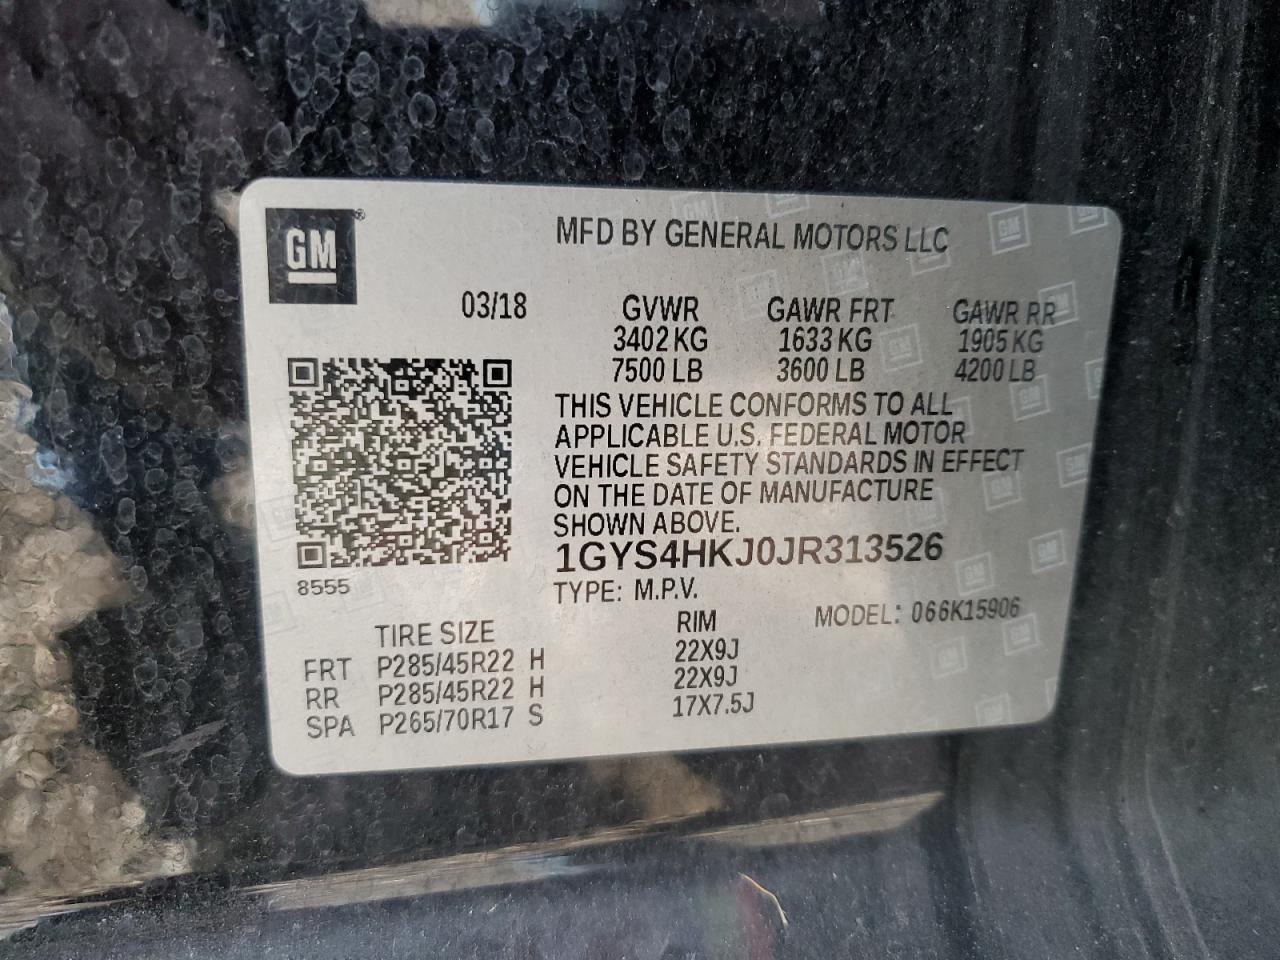 GM®
MFD BY GENERAL MOTORS LLC
03/18 GVWR GAWR FRT GAWR RR
3402 KG 1633 KG 1905 KG
7500 LB 3600 LB 4200 LB
THIS VEHICLE CONFORMS TO ALL
APPLICABLE U.S. FEDERAL MOTOR
VEHICLE SAFETY STANDARDS IN EFFECT
ON THE DATE OF MANUFACTURE
SHOWN ABOVE.
1GYS4HKJ0JR313526
8555
TYPE: M.P.V.
MODEL: 066K15906
TIRE SIZE RIM
FRT P285/45R22 H 22X9J
RR P285/45R22 H 22X9J
SPA P265/70R17 S 17X7.5J